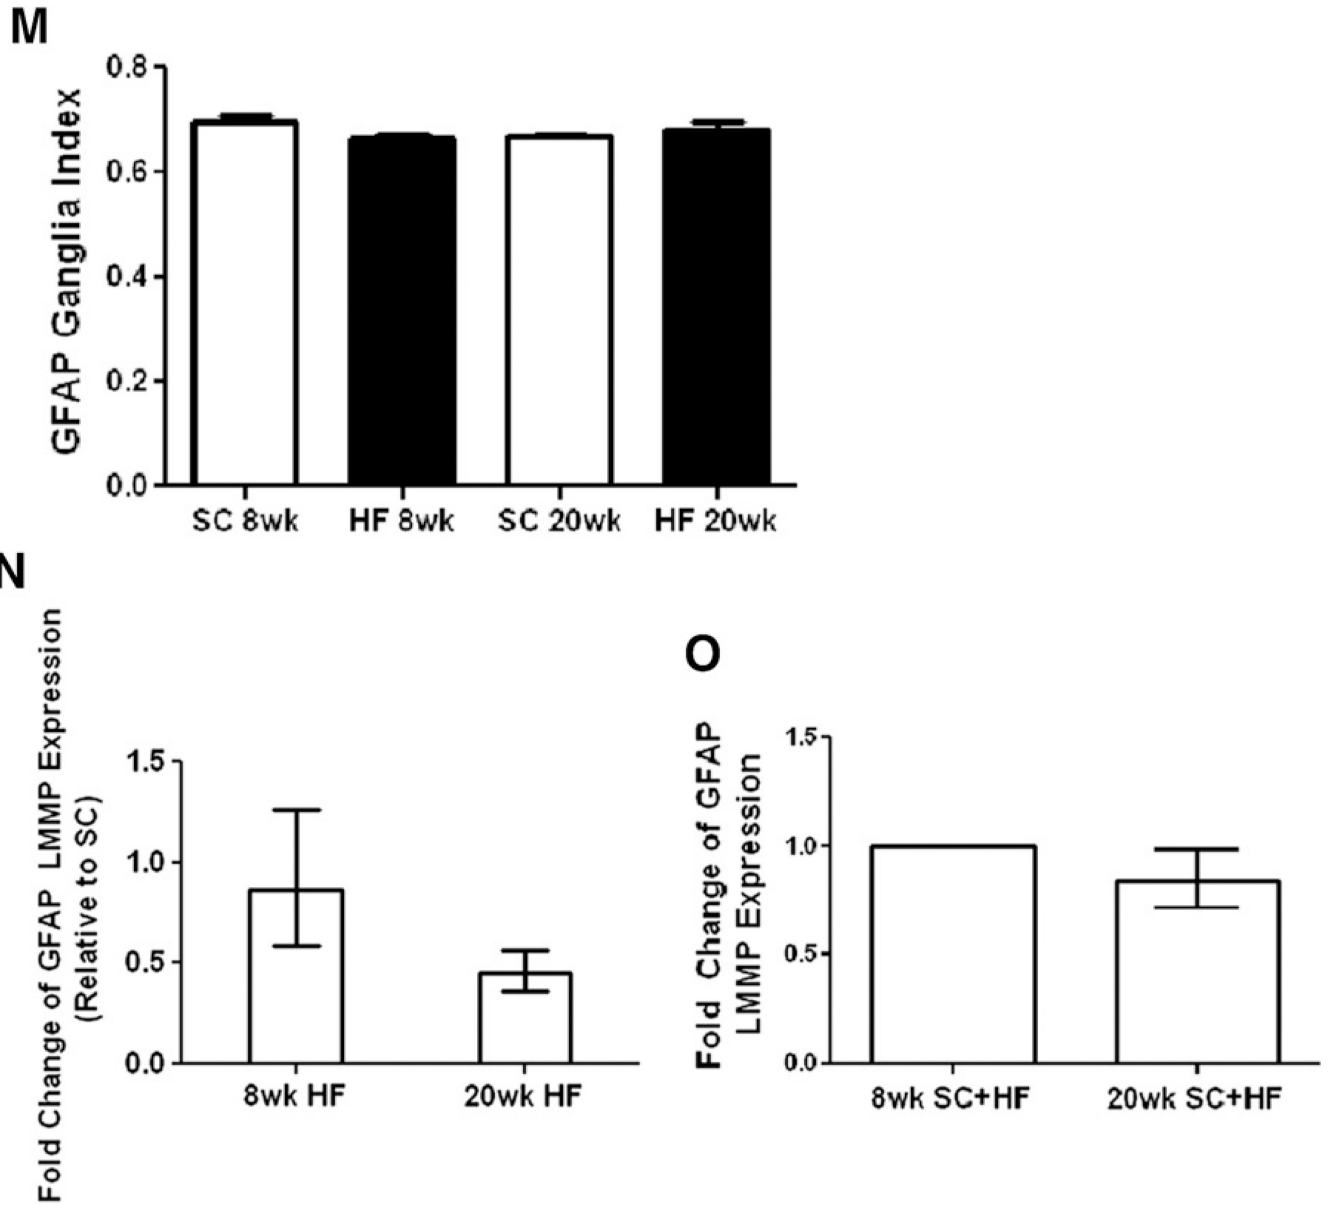 M
GFAP Ganglia Index
0.8
0.6
0.4
0.2
0.0
SC 8wk HF 8wk SC 20wk HF 20wk
N
Fold Change of GFAP LMMP Expression
(Relative to SC)
1.5
1.0
0.5
0.0
8wk HF 20wk HF
O
Fold Change of GFAP
LMMP Expression
1.5
1.0
0.5
0.0
8wk SC+HF 20wk SC+HF